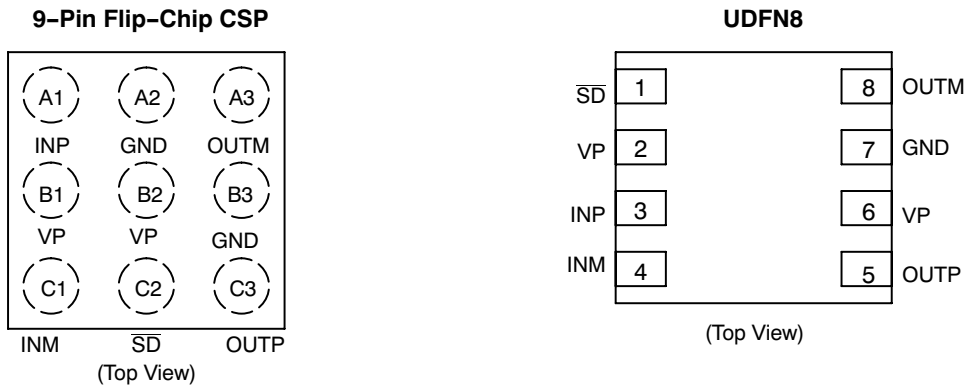 9−Pin Flip−Chip CSP
A1 A2 A3
INP GND OUTM
B1 B2 B3
VP VP GND
C1 C2 C3
INM S̅D̅ OUTP
(Top View)
UDFN8
S̅D̅ 1 8 OUTM
VP 2 7 GND
INP 3 6 VP
INM 4 5 OUTP
(Top View)